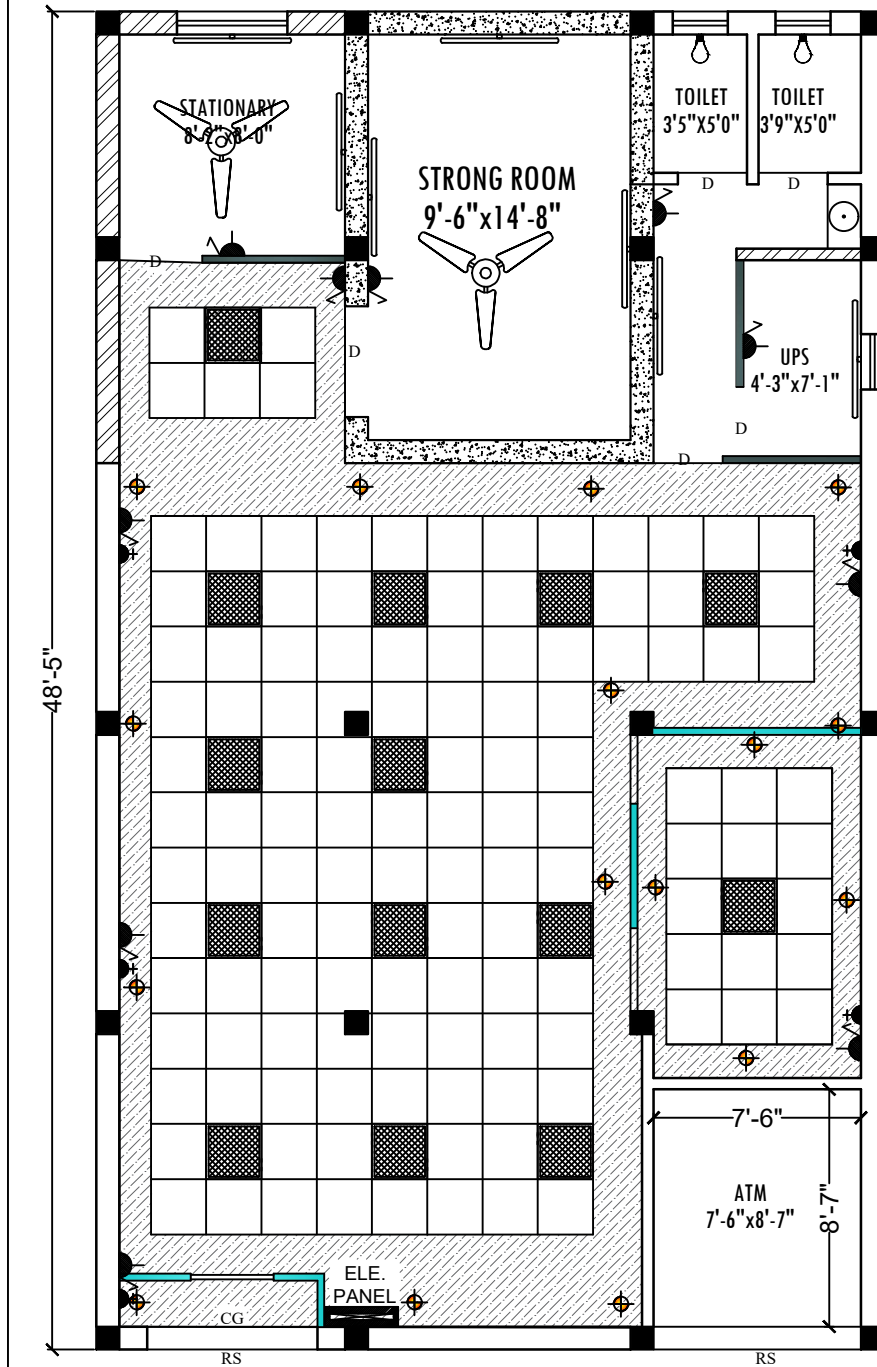 STATIONARY
TOILET
3'5"X5'0"
TOILET
3'9"X5'0"
STRONG ROOM
9'-6"x14'-8"
D
D
D
D
UPS
4'-3"x7'-1"
D
D
48'-5"
7'-6"
ATM
7'-6"x8'-7"
8'-7"
ELE.
PANEL
CG
RS
RS